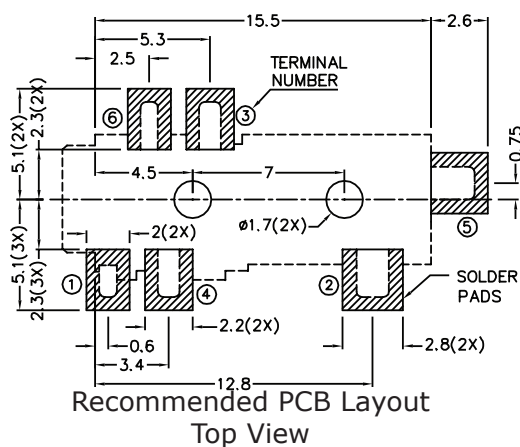 15.5
2.6
5.3
2.5
TERMINAL
NUMBER
6
3
5.1(2X)
2.3(2X)
0.75
4.5
7
ø1.7(2X)
5
2(2X)
5.1(3X)
2.3(3X)
1
4
2
SOLDER
PADS
2.2(2X)
0.6
2.8(2X)
3.4
12.8
Recommended PCB Layout
Top View